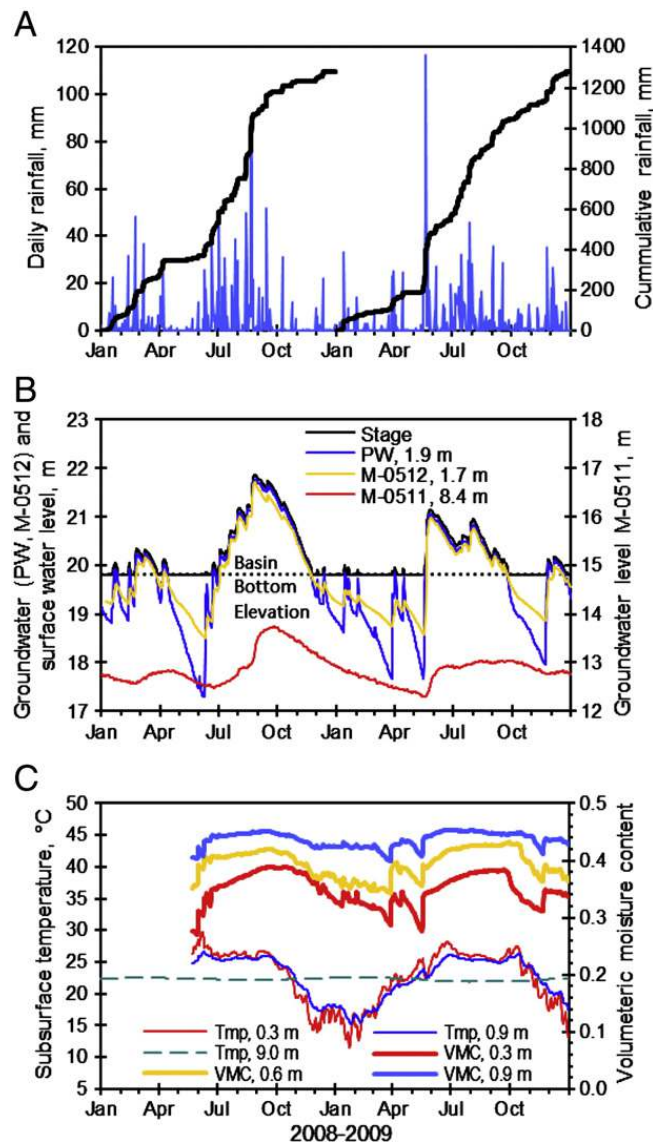 A
Daily rainfall, mm
120
100
80
60
40
20
0
1400
1200
1000
800
600
400
200
0
Cummulative rainfall, mm
Jan Apr Jul Oct Jan Apr Jul Oct
B
Groundwater (PW, M-0512) and
surface water level, m
23
22
21
20
19
18
17
18
17
16
15
14
13
12
Groundwater level M-0511, m
Stage
PW, 1.9 m
M-0512, 1.7 m
M-0511, 8.4 m
Basin
Bottom
Elevation
Jan Apr Jul Oct Jan Apr Jul Oct
C
Subsurface temperature, °C
50
45
40
35
30
25
20
15
10
5
0.5
0.4
0.3
0.2
0.1
0.0
Volumeteric moisture content
Tmp, 0.3 m Tmp, 0.9 m
Tmp, 9.0 m VMC, 0.3 m
VMC, 0.6 m VMC, 0.9 m
Jan Apr Jul Oct Jan Apr Jul Oct
2008-2009